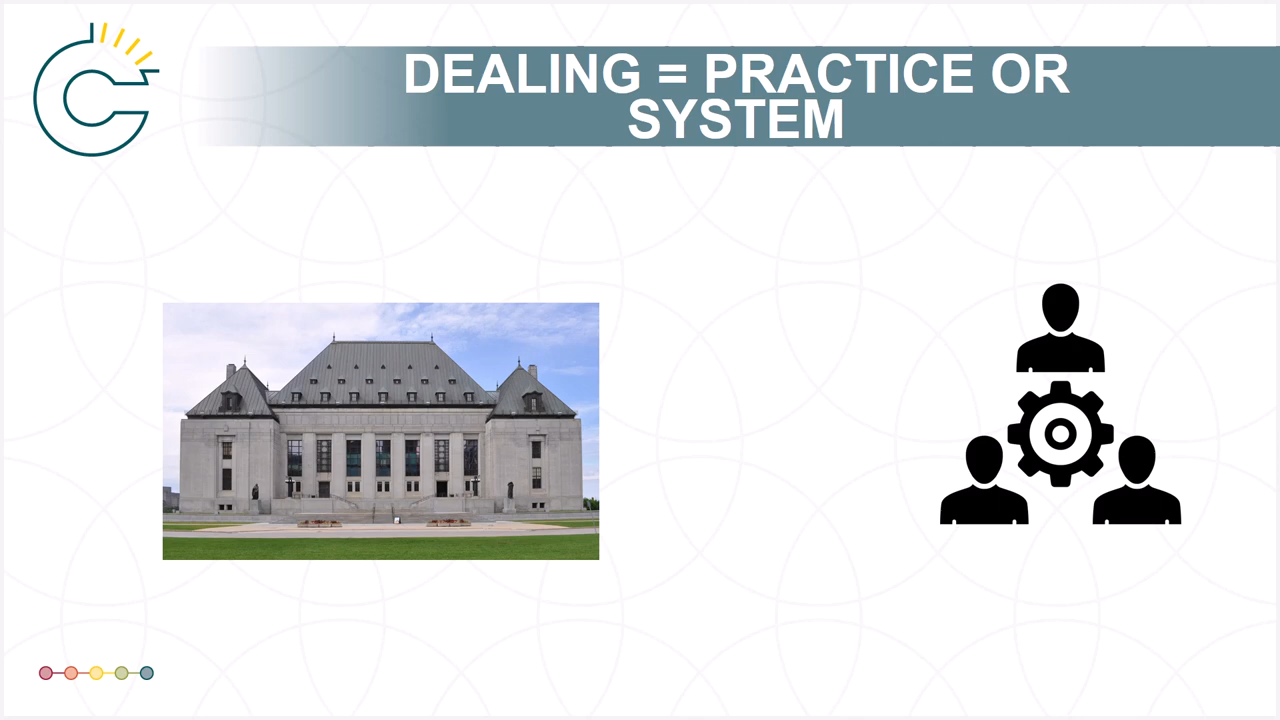 DEALING = PRACTICE OR
SYSTEM